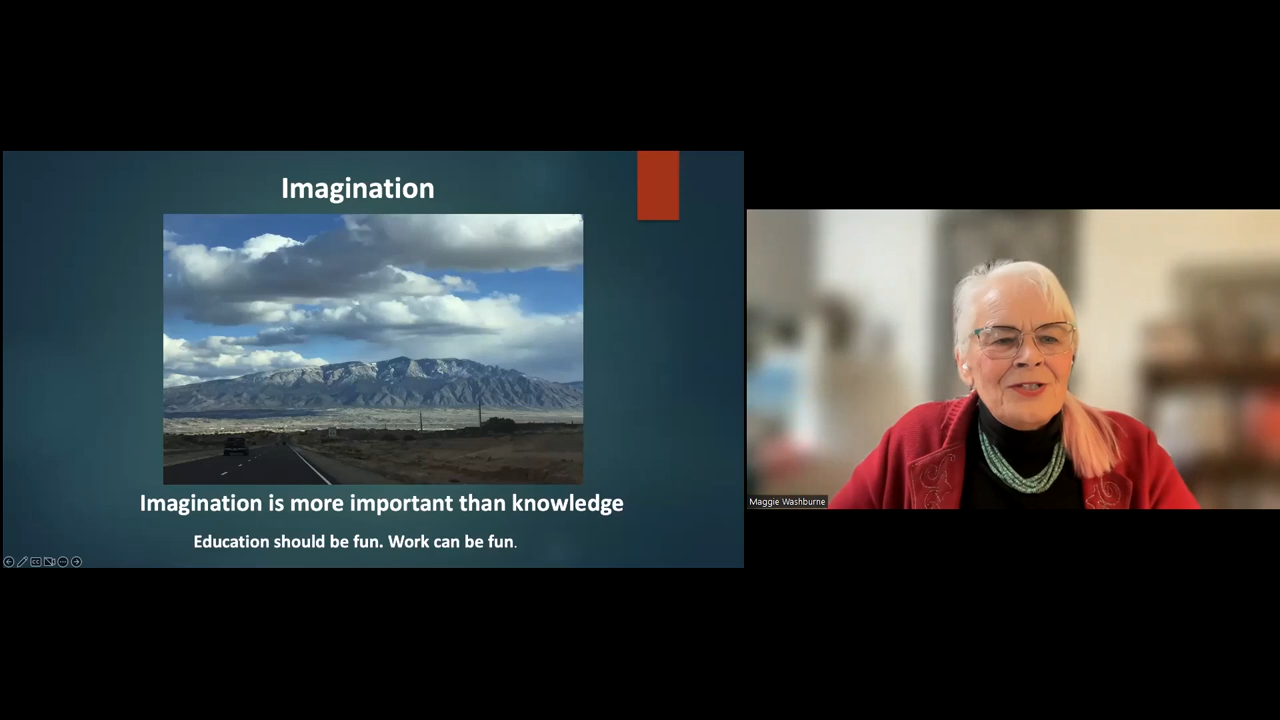 Imagination
Imagination is more important than knowledge
Education should be fun. Work can be fun.
Maggie Washburne